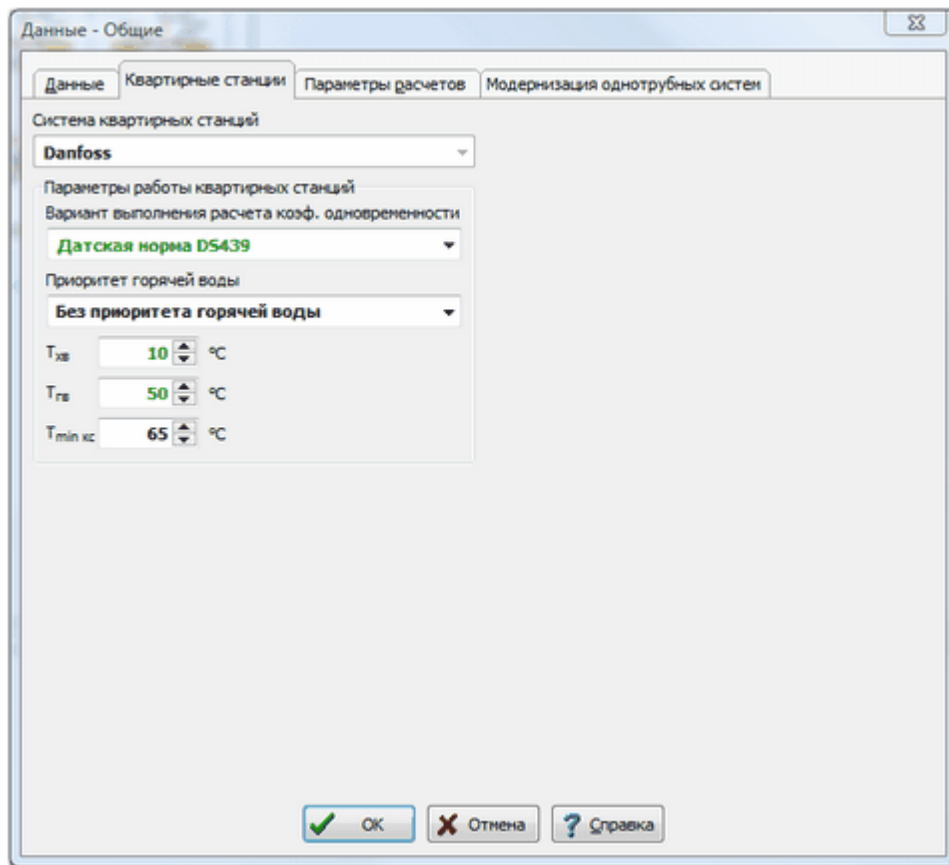 Данные - Общие
Данные Квартирные станции Параметры расчетов Модернизация однотрубных систем
Система квартирных станций
Danfoss
Параметры работы квартирных станций
Вариант выполнения расчета коэф. одновременности
Датская норма DS439
Приоритет горячей воды
Без приоритета горячей воды
Tхв 10 °C
Tгв 50 °C
Tmin кс 65 °C
OK Отмена ? Справка